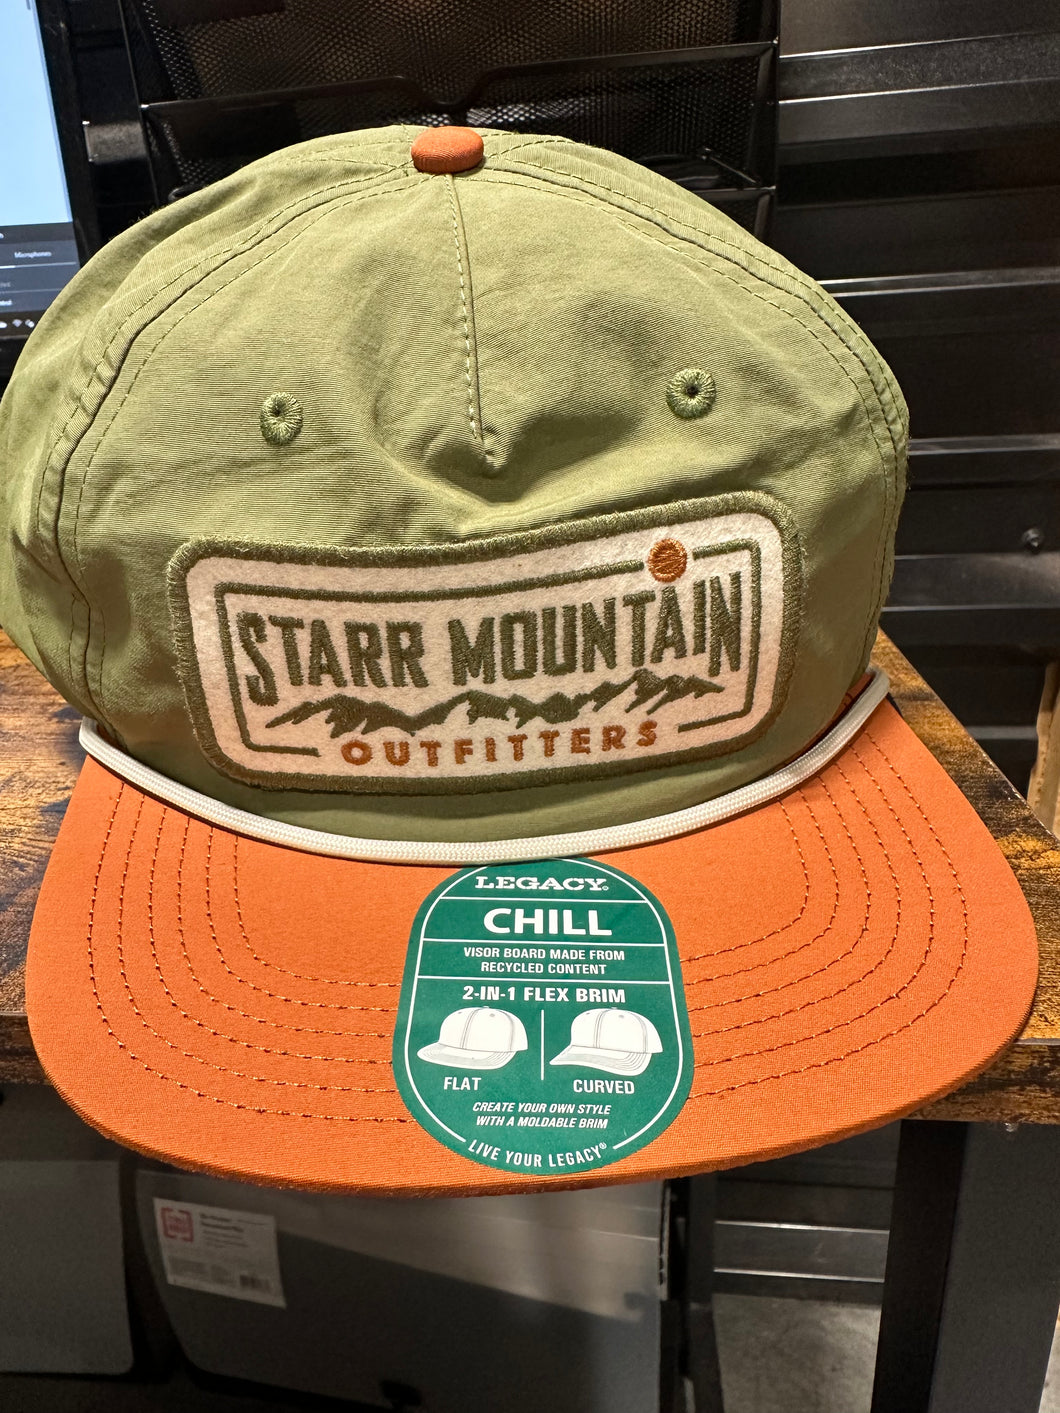 Microphones
STARR MOUNTAIN
OUTFITTERS
LEGACY®
CHILL
VISOR BOARD MADE FROM
RECYCLED CONTENT
2-IN-1 FLEX BRIM
FLAT
CURVED
CREATE YOUR OWN STYLE
WITH A MOLDABLE BRIM
LIVE YOUR LEGACY®